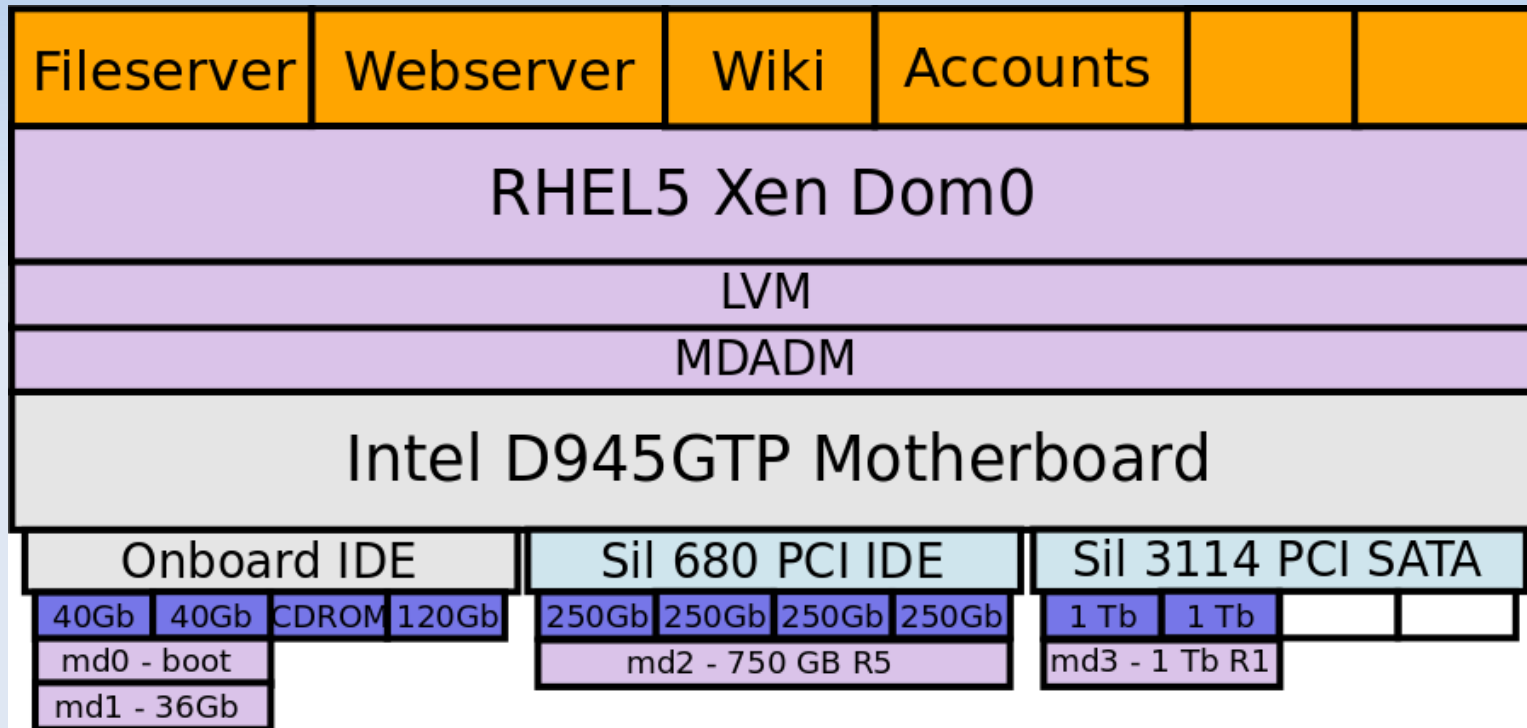 Fileserver Webserver Wiki Accounts
RHEL5 Xen Dom0
LVM
MDADM
Intel D945GTP Motherboard
Onboard IDE Sil 680 PCI IDE Sil 3114 PCI SATA
40Gb 40Gb CDROM 120Gb 250Gb 250Gb 250Gb 250Gb 1 Tb 1 Tb
md0 - boot md2 - 750 GB R5 md3 - 1 Tb R1
md1 - 36Gb